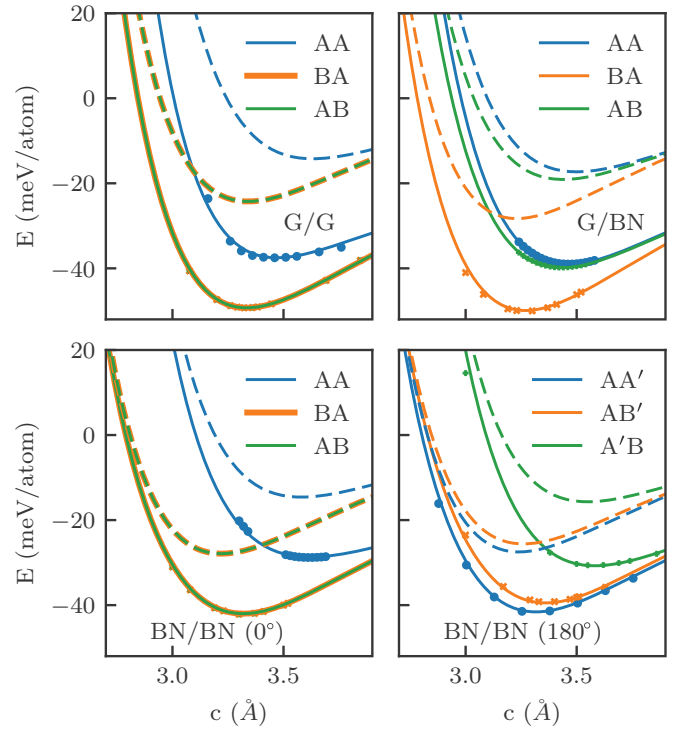 20
0
−20
−40
E (meV/atom)
AA
BA
AB
G/G
AA
BA
AB
G/BN
20
0
−20
−40
E (meV/atom)
AA
BA
AB
BN/BN (0°)
3.0
3.5
c (Å)
AA′
AB′
A′B
BN/BN (180°)
3.0
3.5
c (Å)